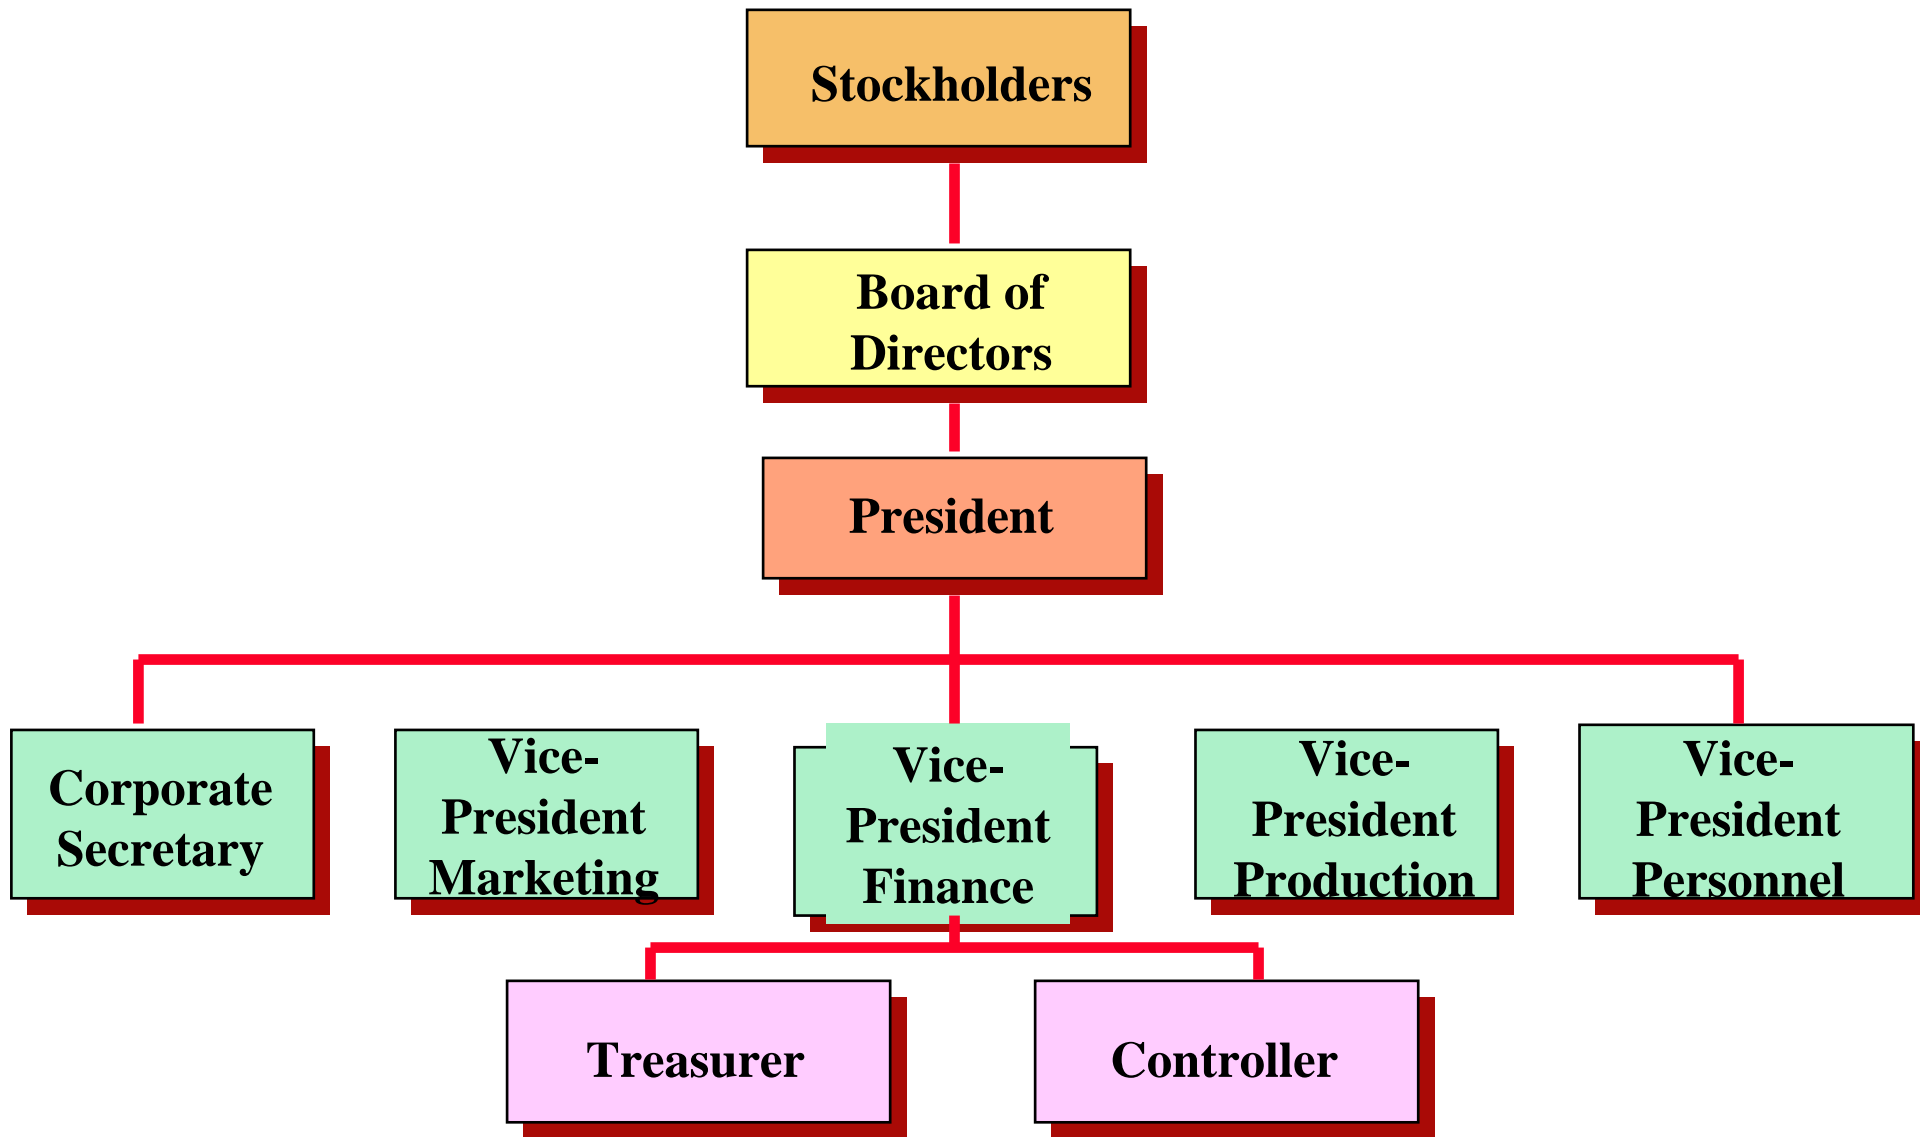 Stockholders
Board of
Directors
President
Corporate
Secretary
Vice-
President
Marketing
Vice-
President
Finance
Vice-
President
Production
Vice-
President
Personnel
Treasurer
Controller